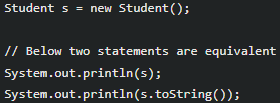 Student s = new Student();
// Below two statements are equivalent
System.out.println(s);
System.out.println(s.toString());